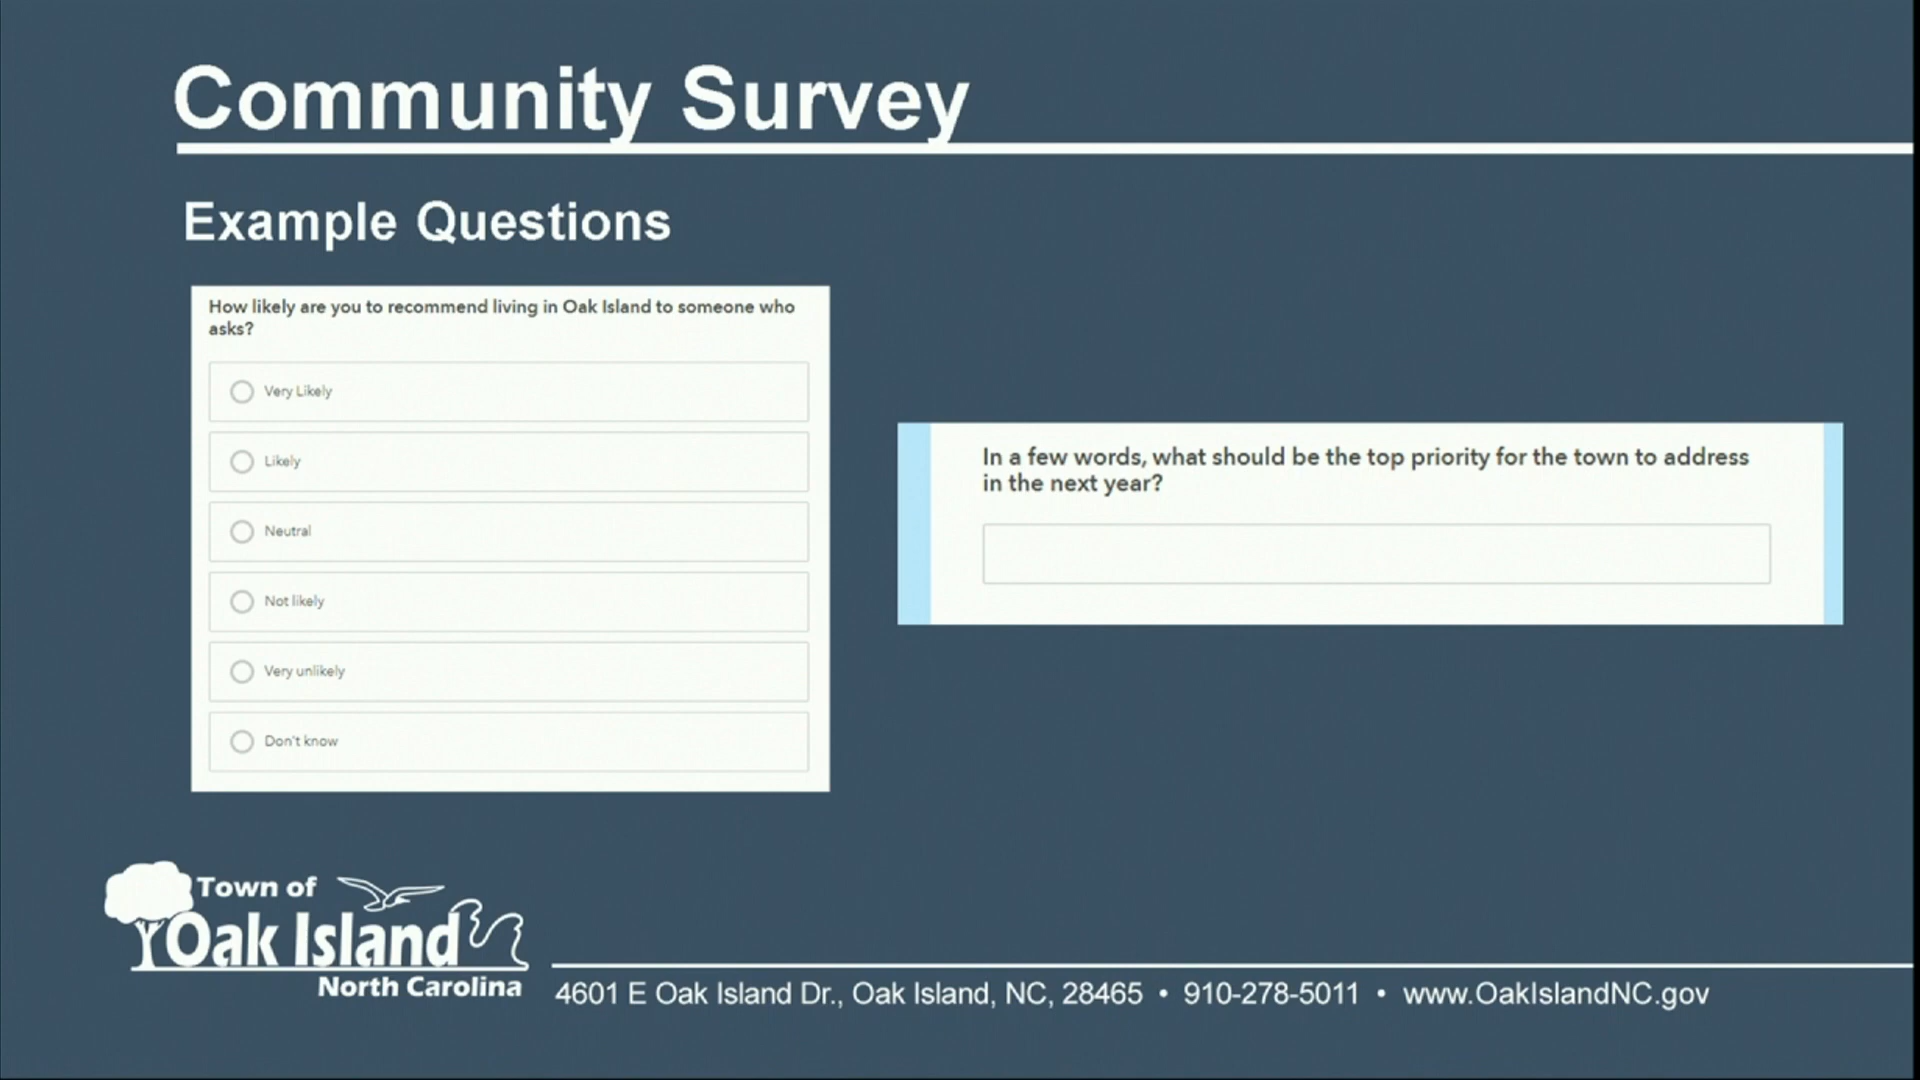 Community Survey
Example Questions
How likely are you to recommend living in Oak Island to someone who
asks?
Very Likely
Likely
Neutral
Not likely
Very unlikely
Don't know
In a few words, what should be the top priority for the town to address
in the next year?
Town of
Oak Island
North Carolina
4601 E Oak Island Dr., Oak Island, NC, 28465 • 910-278-5011 • www.OakIslandNC.gov